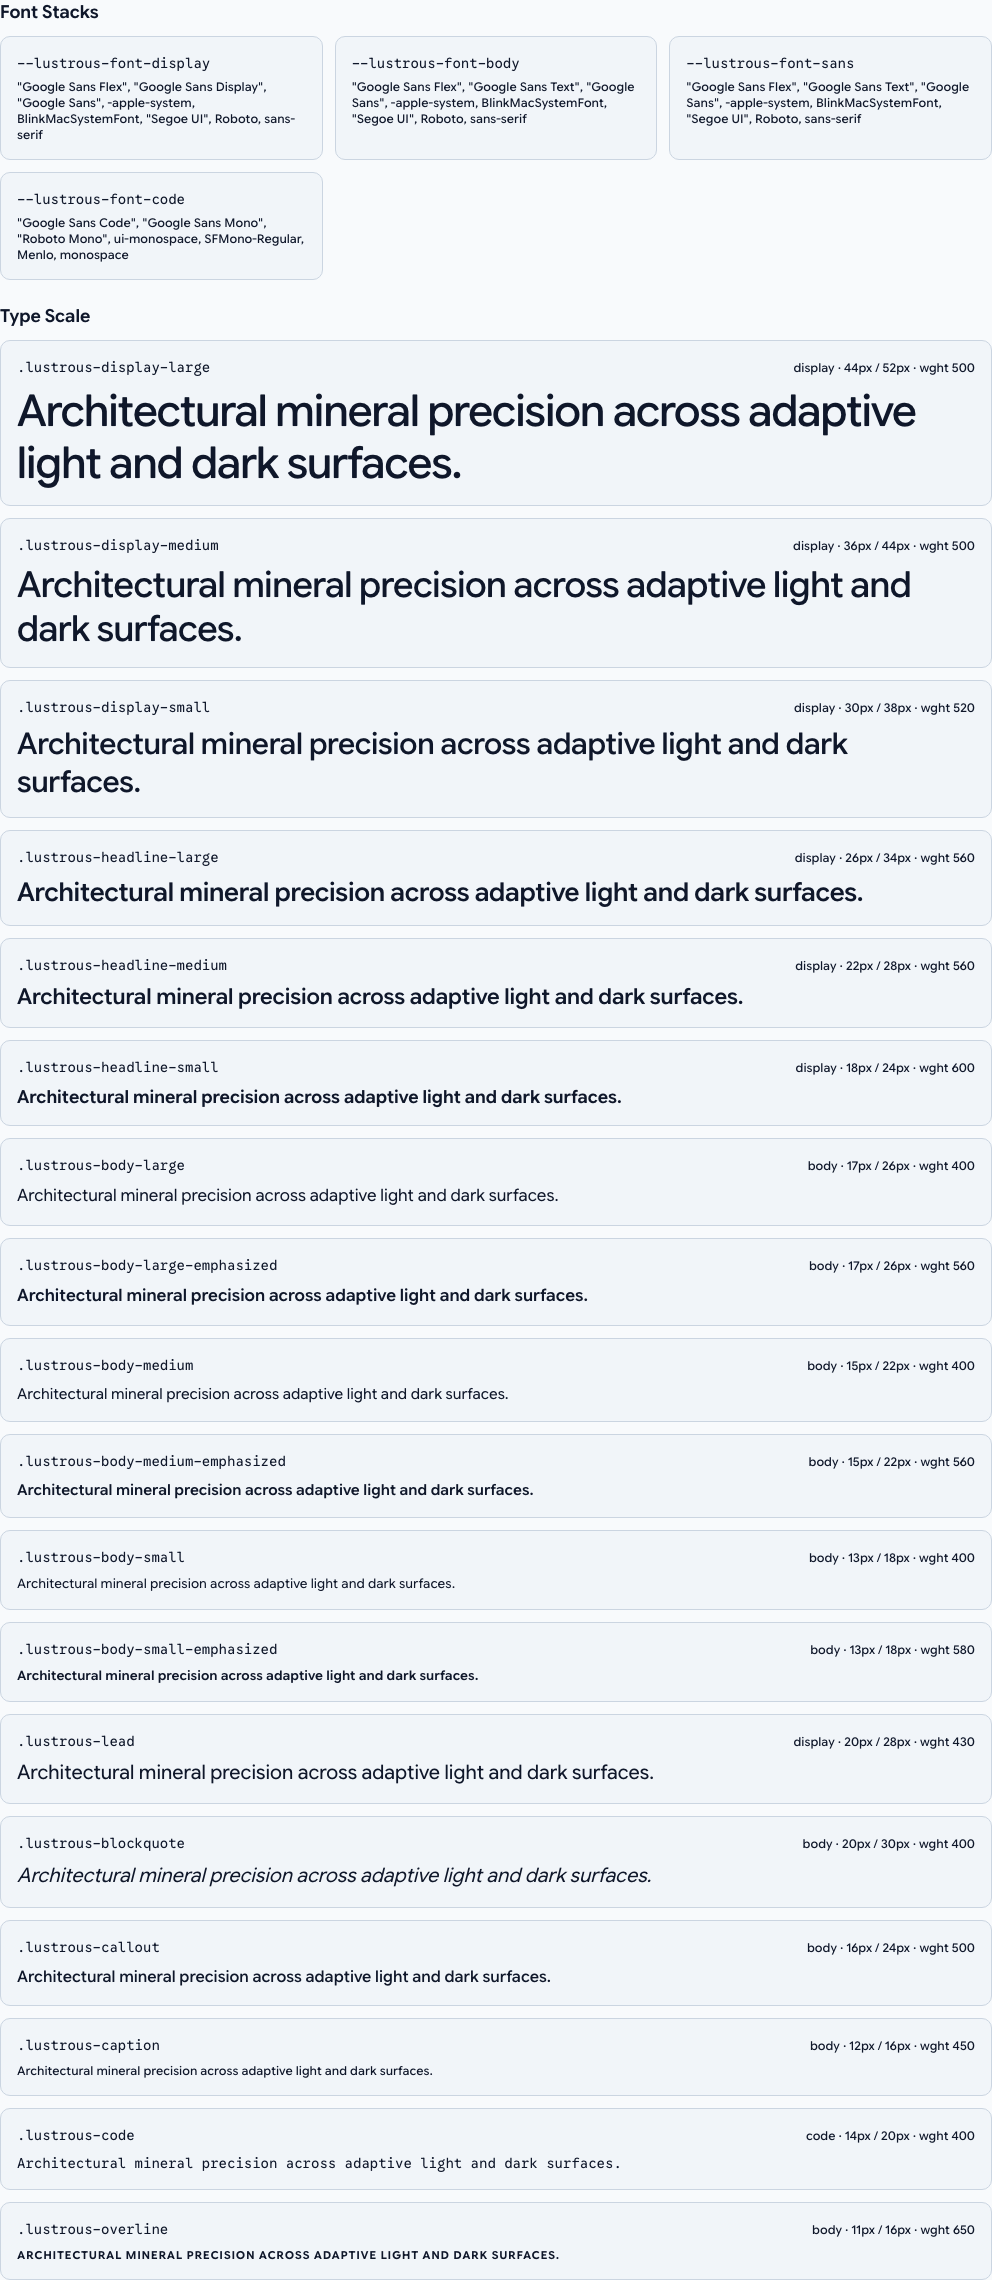 Font Stacks
--lustrous-font-display
"Google Sans Flex", "Google Sans Display",
"Google Sans", -apple-system,
BlinkMacSystemFont, "Segoe UI", Roboto, sans-
serif
--lustrous-font-body
"Google Sans Flex", "Google Sans Text", "Google
Sans", -apple-system, BlinkMacSystemFont,
"Segoe UI", Roboto, sans-serif
--lustrous-font-sans
"Google Sans Flex", "Google Sans Text", "Google
Sans", -apple-system, BlinkMacSystemFont,
"Segoe UI", Roboto, sans-serif
--lustrous-font-code
"Google Sans Code", "Google Sans Mono",
"Roboto Mono", ui-monospace, SFMono-Regular,
Menlo, monospace
Type Scale
.lustrous-display-large
display · 44px / 52px · wght 500
Architectural mineral precision across adaptive
light and dark surfaces.
.lustrous-display-medium
display · 36px / 44px · wght 500
Architectural mineral precision across adaptive light and
dark surfaces.
.lustrous-display-small
display · 30px / 38px · wght 520
Architectural mineral precision across adaptive light and dark
surfaces.
.lustrous-headline-large
display · 26px / 34px · wght 560
Architectural mineral precision across adaptive light and dark surfaces.
.lustrous-headline-medium
display · 22px / 28px · wght 560
Architectural mineral precision across adaptive light and dark surfaces.
.lustrous-headline-small
display · 18px / 24px · wght 600
Architectural mineral precision across adaptive light and dark surfaces.
.lustrous-body-large
body · 17px / 26px · wght 400
Architectural mineral precision across adaptive light and dark surfaces.
.lustrous-body-large-emphasized
body · 17px / 26px · wght 560
Architectural mineral precision across adaptive light and dark surfaces.
.lustrous-body-medium
body · 15px / 22px · wght 400
Architectural mineral precision across adaptive light and dark surfaces.
.lustrous-body-medium-emphasized
body · 15px / 22px · wght 560
Architectural mineral precision across adaptive light and dark surfaces.
.lustrous-body-small
body · 13px / 18px · wght 400
Architectural mineral precision across adaptive light and dark surfaces.
.lustrous-body-small-emphasized
body · 13px / 18px · wght 580
Architectural mineral precision across adaptive light and dark surfaces.
.lustrous-lead
display · 20px / 28px · wght 430
Architectural mineral precision across adaptive light and dark surfaces.
.lustrous-blockquote
body · 20px / 30px · wght 400
Architectural mineral precision across adaptive light and dark surfaces.
.lustrous-callout
body · 16px / 24px · wght 500
Architectural mineral precision across adaptive light and dark surfaces.
.lustrous-caption
body · 12px / 16px · wght 450
Architectural mineral precision across adaptive light and dark surfaces.
.lustrous-code
code · 14px / 20px · wght 400
Architectural mineral precision across adaptive light and dark surfaces.
.lustrous-overline
body · 11px / 16px · wght 650
ARCHITECTURAL MINERAL PRECISION ACROSS ADAPTIVE LIGHT AND DARK SURFACES.